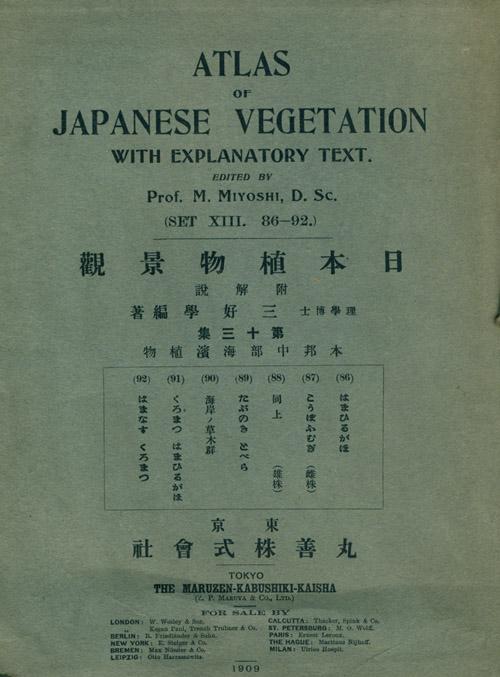 ATLAS
OF
JAPANESE VEGETATION
WITH EXPLANATORY TEXT.
EDITED BY
Prof. M. MIYOSHI, D. Sc.
(SET XIII. 86–92.)
日本植物景觀
附解説
理學博士 三好學編著
第十三集
本邦中部海濱植物
(86) はまひるがほ
(87) こうぼふむぎ (雌株)
(88) 同上 (雄株)
(89) たぶのき とべら
(90) 海岸ノ草木群
(91) くろまつ はまひるがほ
(92) はまなす くろまつ
東京
丸善株式會社
TOKYO
THE MARUZEN-KABUSHIKI-KAISHA
(Z. P. MARUYA & Co., LTD.)
FOR SALE BY
LONDON: W. Wesley & Son.
Kegan Paul, Trench Trubner & Co.
BERLIN: R. Friedländer & Sohn.
NEW YORK: E. Steiger & Co.
BREMEN: Max Nössler & Co.
LEIPZIG: Otto Harrassowitz.
CALCUTTA: Thacker, Spink & Co.
ST. PETERSBURG: M. O. Wolff.
PARIS: Ernest Leroux.
THE HAGUE: Martinus Nijhoff.
MILAN: Ulrico Hoepli.
1909